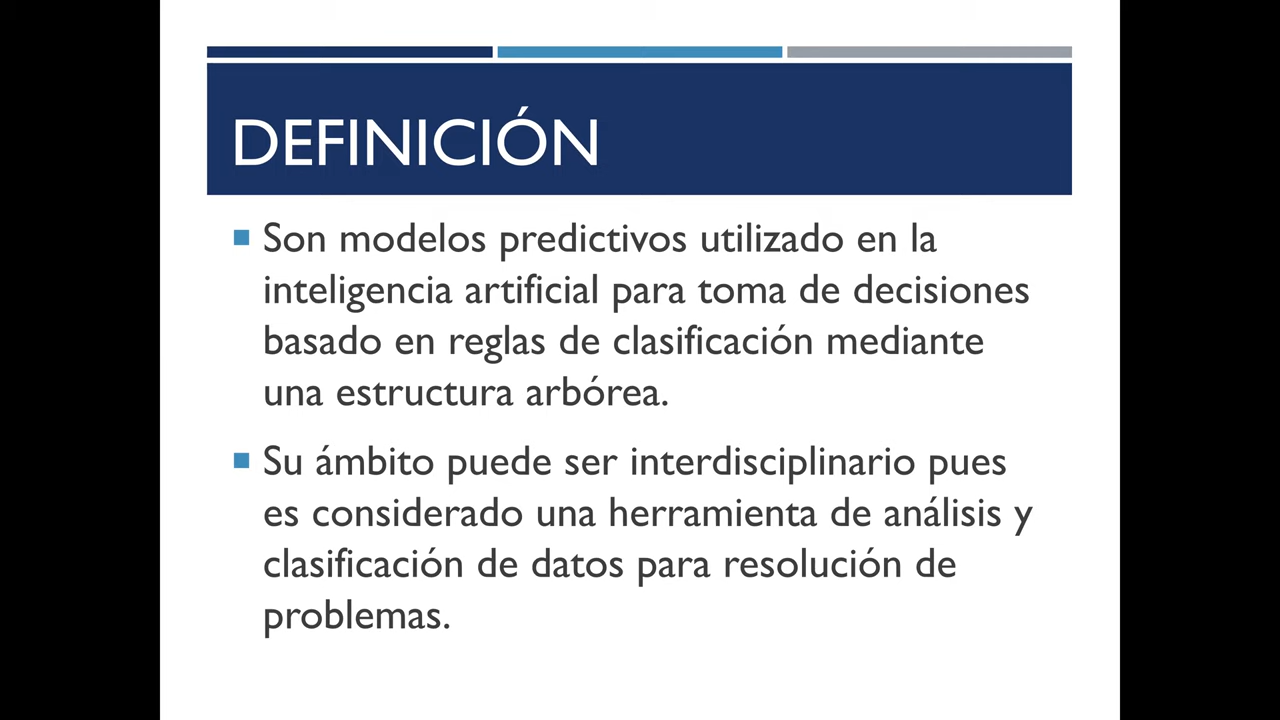 DEFINICIÓN
Son modelos predictivos utilizado en la
inteligencia artificial para toma de decisiones
basado en reglas de clasificación mediante
una estructura arbórea.
Su ámbito puede ser interdisciplinario pues
es considerado una herramienta de análisis y
clasificación de datos para resolución de
problemas.